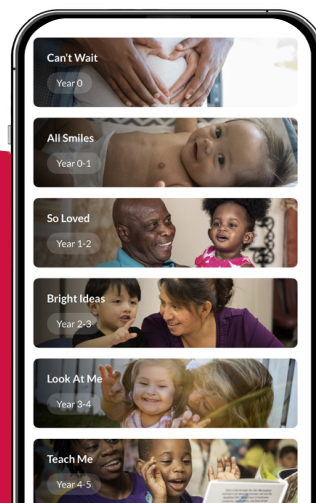 Can't Wait
Year 0
All Smiles
Year 0-1
So Loved
Year 1-2
Bright Ideas
Year 2-3
Look At Me
Year 3-4
Teach Me
Year 4-5